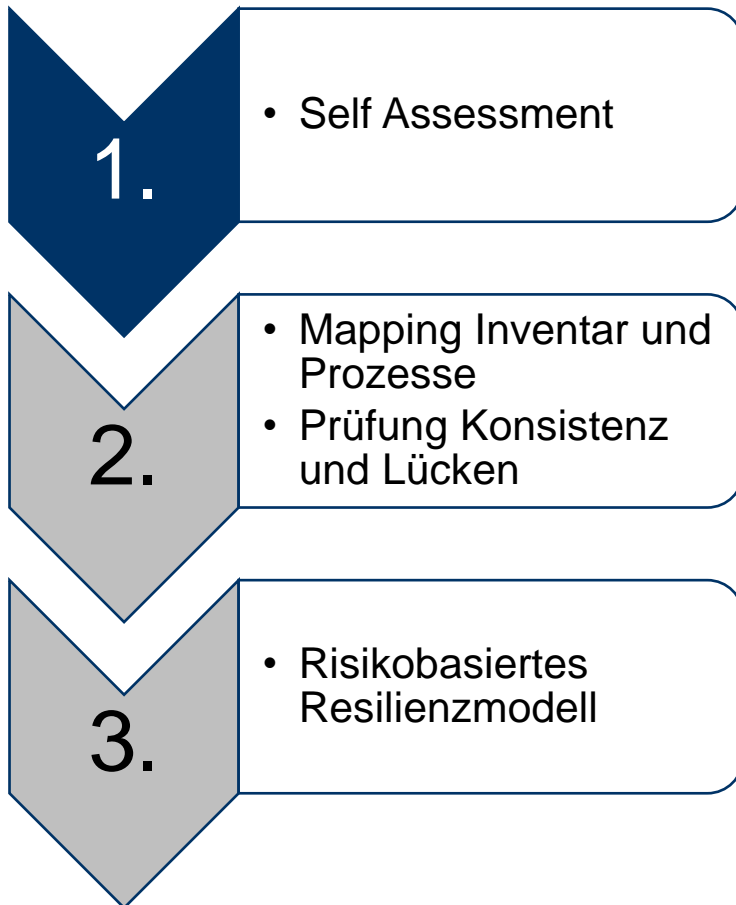 1.
• Self Assessment
2.
• Mapping Inventar und
Prozesse
• Prüfung Konsistenz
und Lücken
3.
• Risikobasiertes
Resilienzmodell